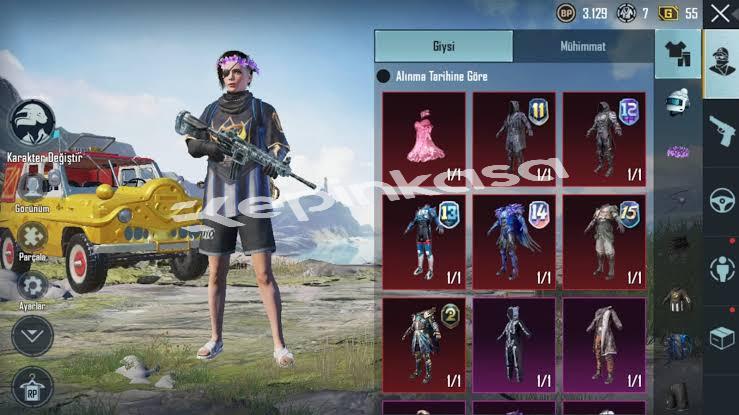 BP 3.129 7 G 55
Giysi Mühimmat
Alınma Tarihine Göre
Karakter Değiştir
Görünüm
Parçala
Ayarlar
RP
11 12
1/1 1/1 1/1
13 14 15
1/1 1/1 1/1
2
1/1 1/1 1/1
epinkasa